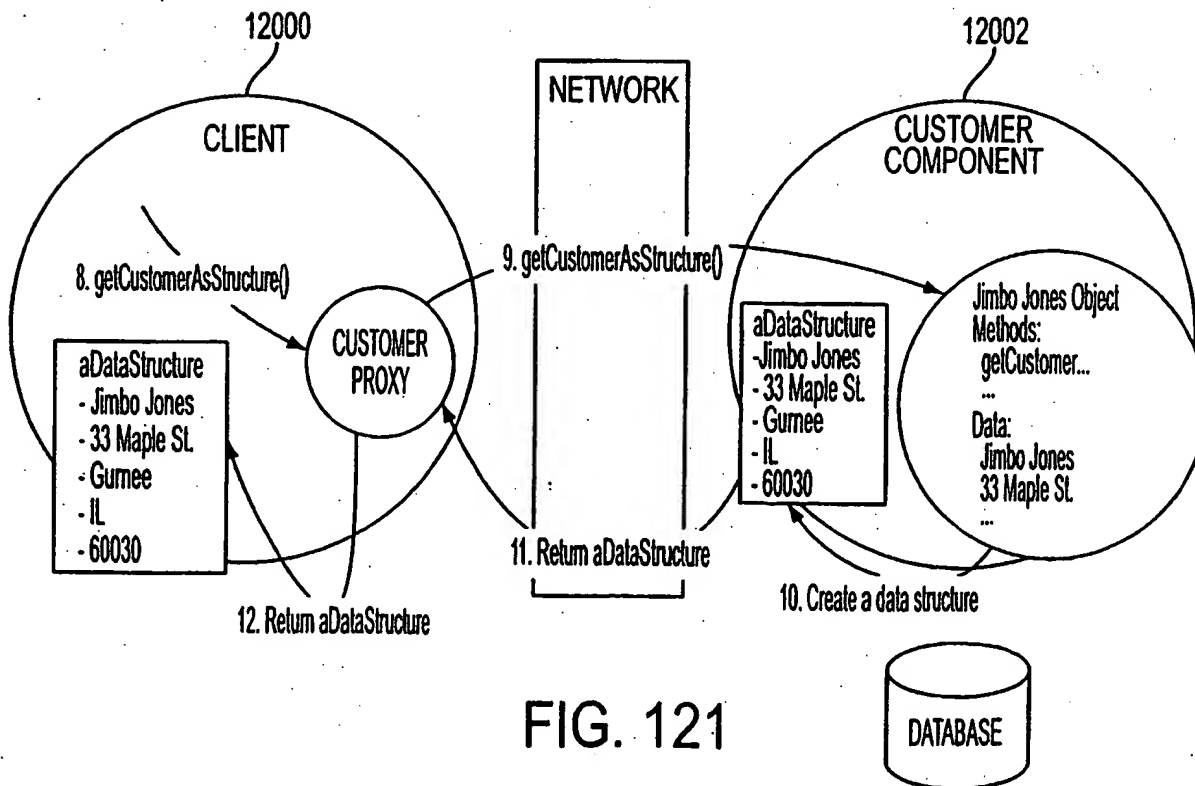 12000
12002
CLIENT
NETWORK
CUSTOMER
COMPONENT
8. getCustomerAsStructure()
9. getCustomerAsStructure()
CUSTOMER
PROXY
aDataStructure
- Jimbo Jones
- 33 Maple St.
- Gurnee
- IL
- 60030
aDataStructure
-Jimbo Jones
- 33 Maple St.
- Gurnee
- IL
- 60030
Jimbo Jones Object
Methods:
getCustomer...
...
Data:
Jimbo Jones
33 Maple St.
...
11. Return aDataStructure
10. Create a data structure
12. Return aDataStructure
FIG. 121
DATABASE